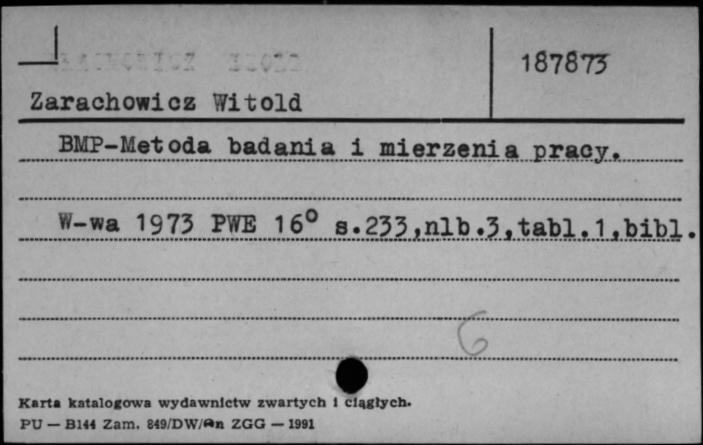 187873
Zarachowicz Witold
BMP-Metoda badania i mierzenia pracy.
W-wa 1973 PWE 16° s.233,nlb.3,tabl.1,bibl.
6
Karta katalogowa wydawnictw zwartych i ciągłych.
PU — B144 Zam. 849/DW/An ZGG — 1991